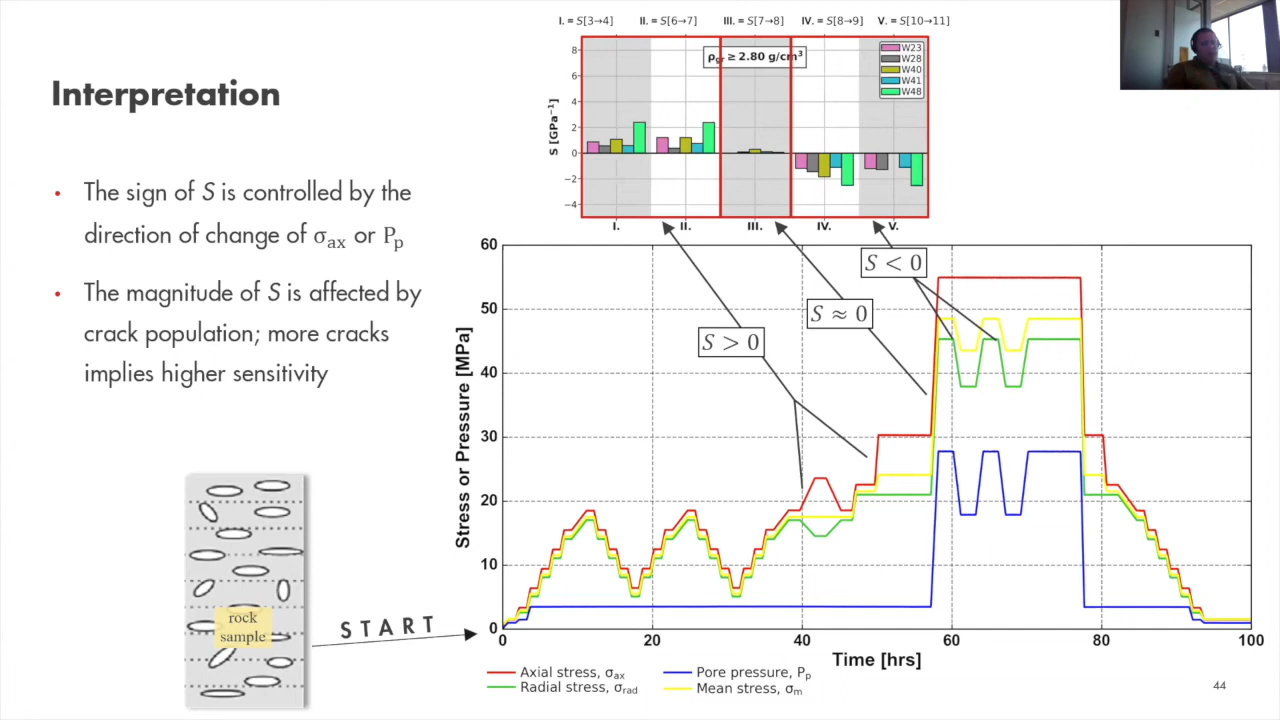 I. = S[3→4] II. = S[6→7] III. = S[7→8] IV. = S[8→9] V. = S[10→11]
Interpretation
• The sign of S is controlled by the
direction of change of σax or Pp
• The magnitude of S is affected by
crack population; more cracks
implies higher sensitivity
S [GPa⁻¹]
8
6
4
2
0
−2
−4
ρgr ≥ 2.80 g/cm³
W23
W28
W40
W41
W48
I. II. III. IV. V.
S > 0
S ≈ 0
S < 0
Stress or Pressure [MPa]
60
50
40
30
20
10
0
0 20 40 60 80 100
Time [hrs]
rock
sample
START
Axial stress, σax
Radial stress, σrad
Pore pressure, Pp
Mean stress, σm
44